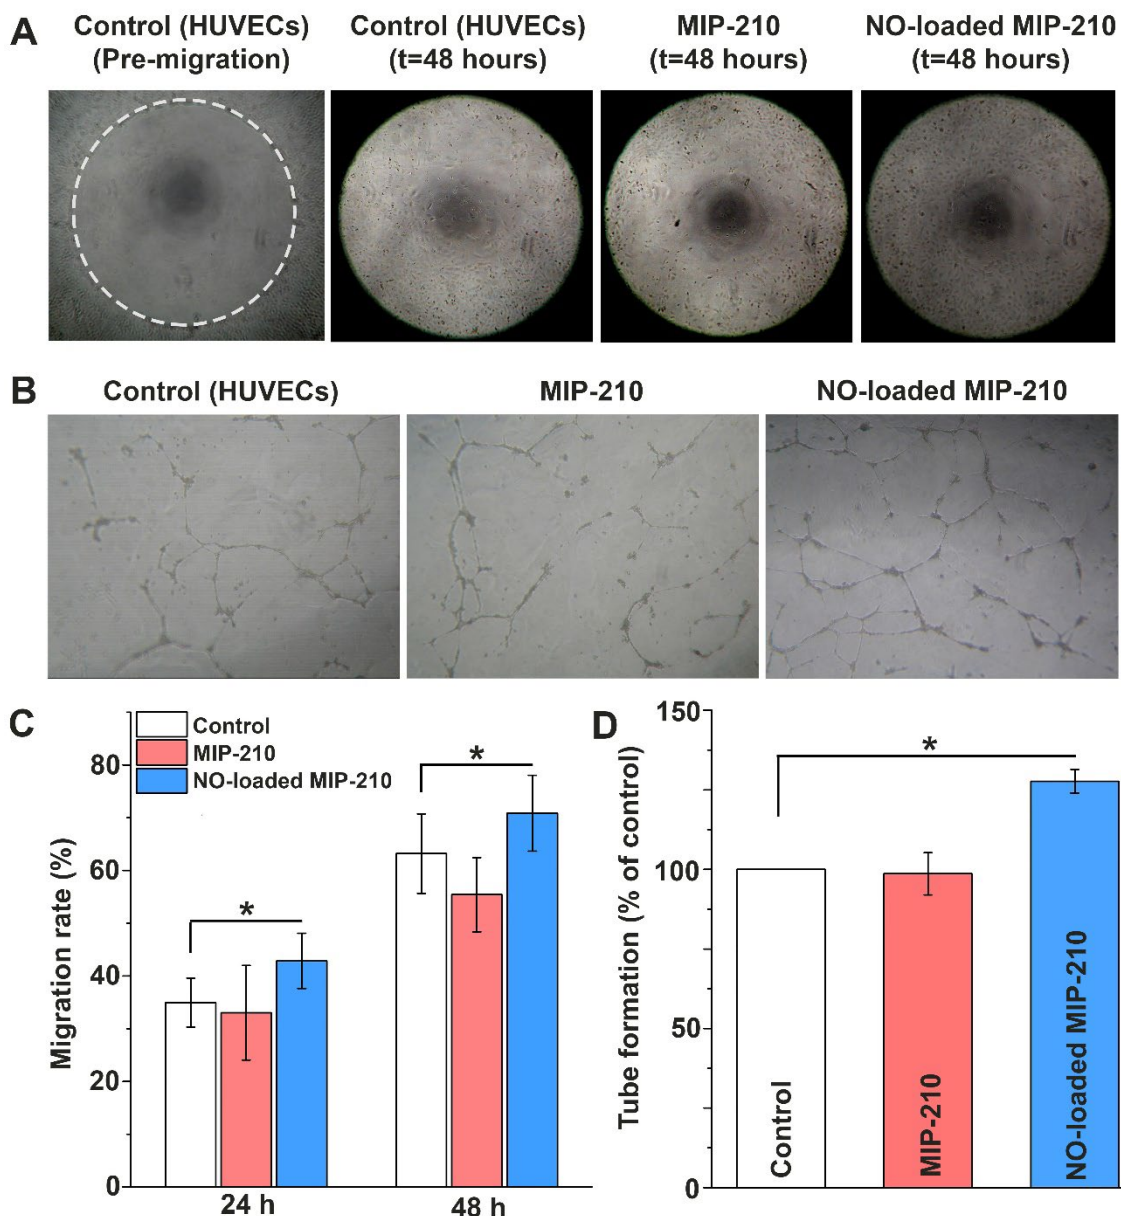 A
Control (HUVECs)
(Pre-migration)
Control (HUVECs)
(t=48 hours)
MIP-210
(t=48 hours)
NO-loaded MIP-210
(t=48 hours)
B
Control (HUVECs)
MIP-210
NO-loaded MIP-210
C
Control
MIP-210
NO-loaded MIP-210
Migration rate (%)
80
60
40
20
0
*
*
24 h
48 h
D
Tube formation (% of control)
150
100
50
0
*
Control
MIP-210
NO-loaded MIP-210